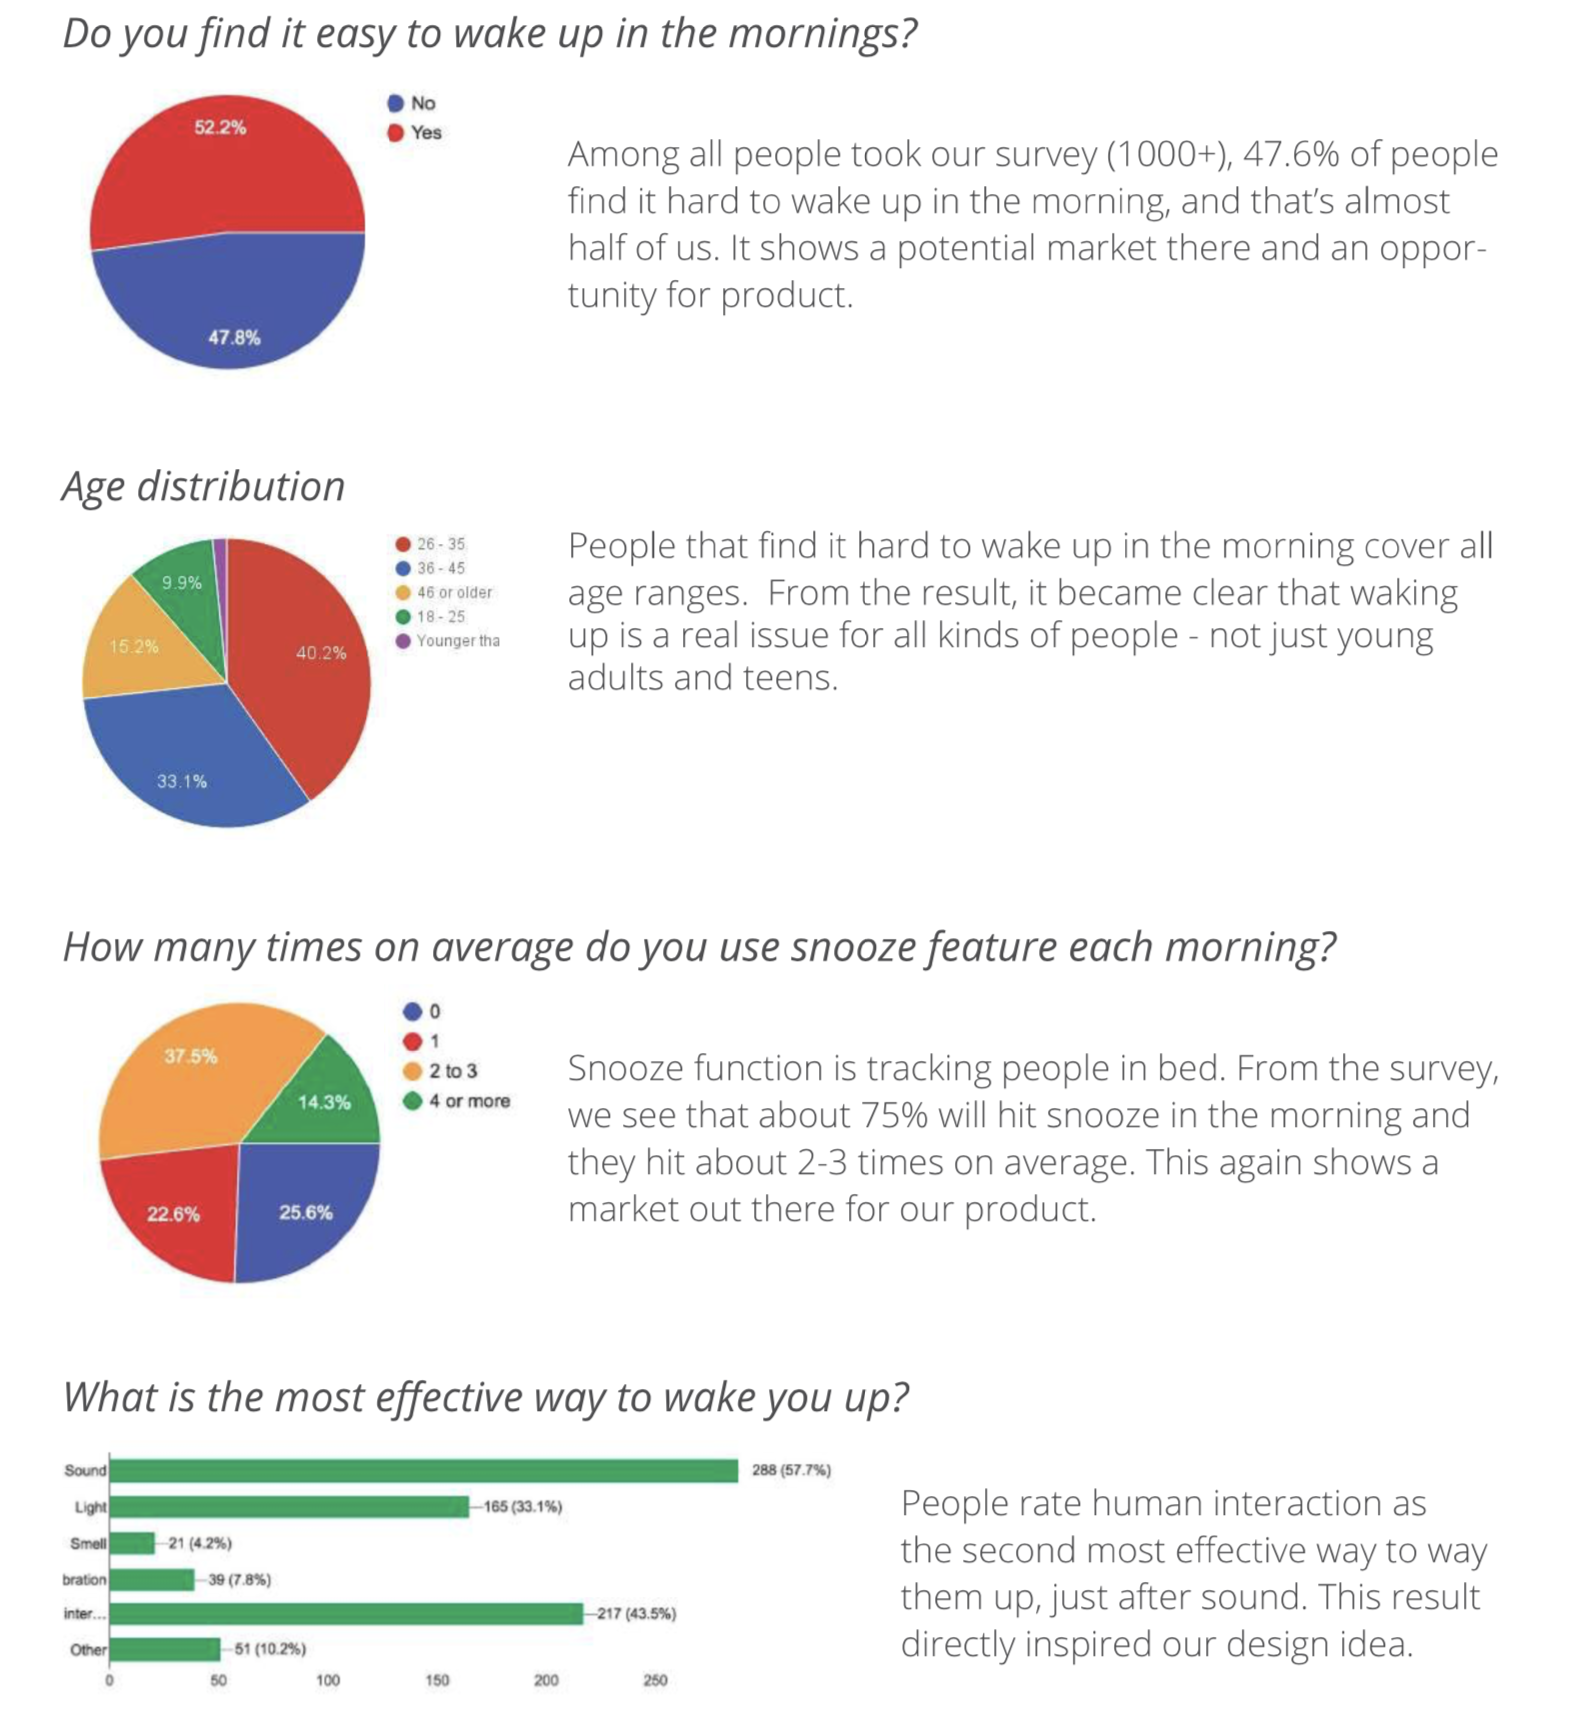 Do you find it easy to wake up in the mornings?
52.2%
47.8%
No
Yes
Among all people took our survey (1000+), 47.6% of people
find it hard to wake up in the morning, and that's almost
half of us. It shows a potential market there and an oppor-
tunity for product.
Age distribution
9.9%
15.2%
40.2%
33.1%
26 - 35
36 - 45
46 or older
18 - 25
Younger tha
People that find it hard to wake up in the morning cover all
age ranges.  From the result, it became clear that waking
up is a real issue for all kinds of people - not just young
adults and teens.
How many times on average do you use snooze feature each morning?
37.5%
14.3%
22.6%
25.6%
0
1
2 to 3
4 or more
Snooze function is tracking people in bed. From the survey,
we see that about 75% will hit snooze in the morning and
they hit about 2-3 times on average. This again shows a
market out there for our product.
What is the most effective way to wake you up?
Sound 288 (57.7%)
Light 165 (33.1%)
Smell 21 (4.2%)
bration 39 (7.8%)
inter... 217 (43.5%)
Other 51 (10.2%)
0 50 100 150 200 250
People rate human interaction as
the second most effective way to way
them up, just after sound. This result
directly inspired our design idea.